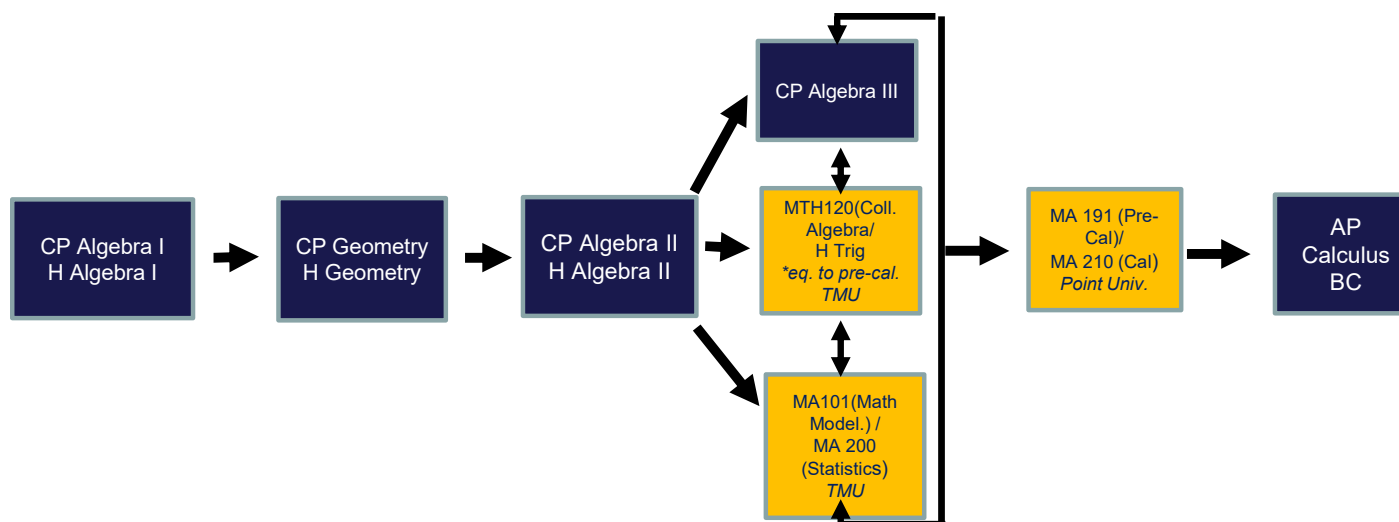 CP Algebra I
H Algebra I
CP Geometry
H Geometry
CP Algebra II
H Algebra II
CP Algebra III
MTH120(Coll.
Algebra/
H Trig
*eq. to pre-cal.
TMU
MA101(Math
Model.) /
MA 200
(Statistics)
TMU
MA 191 (Pre-
Cal)/
MA 210 (Cal)
Point Univ.
AP
Calculus
BC